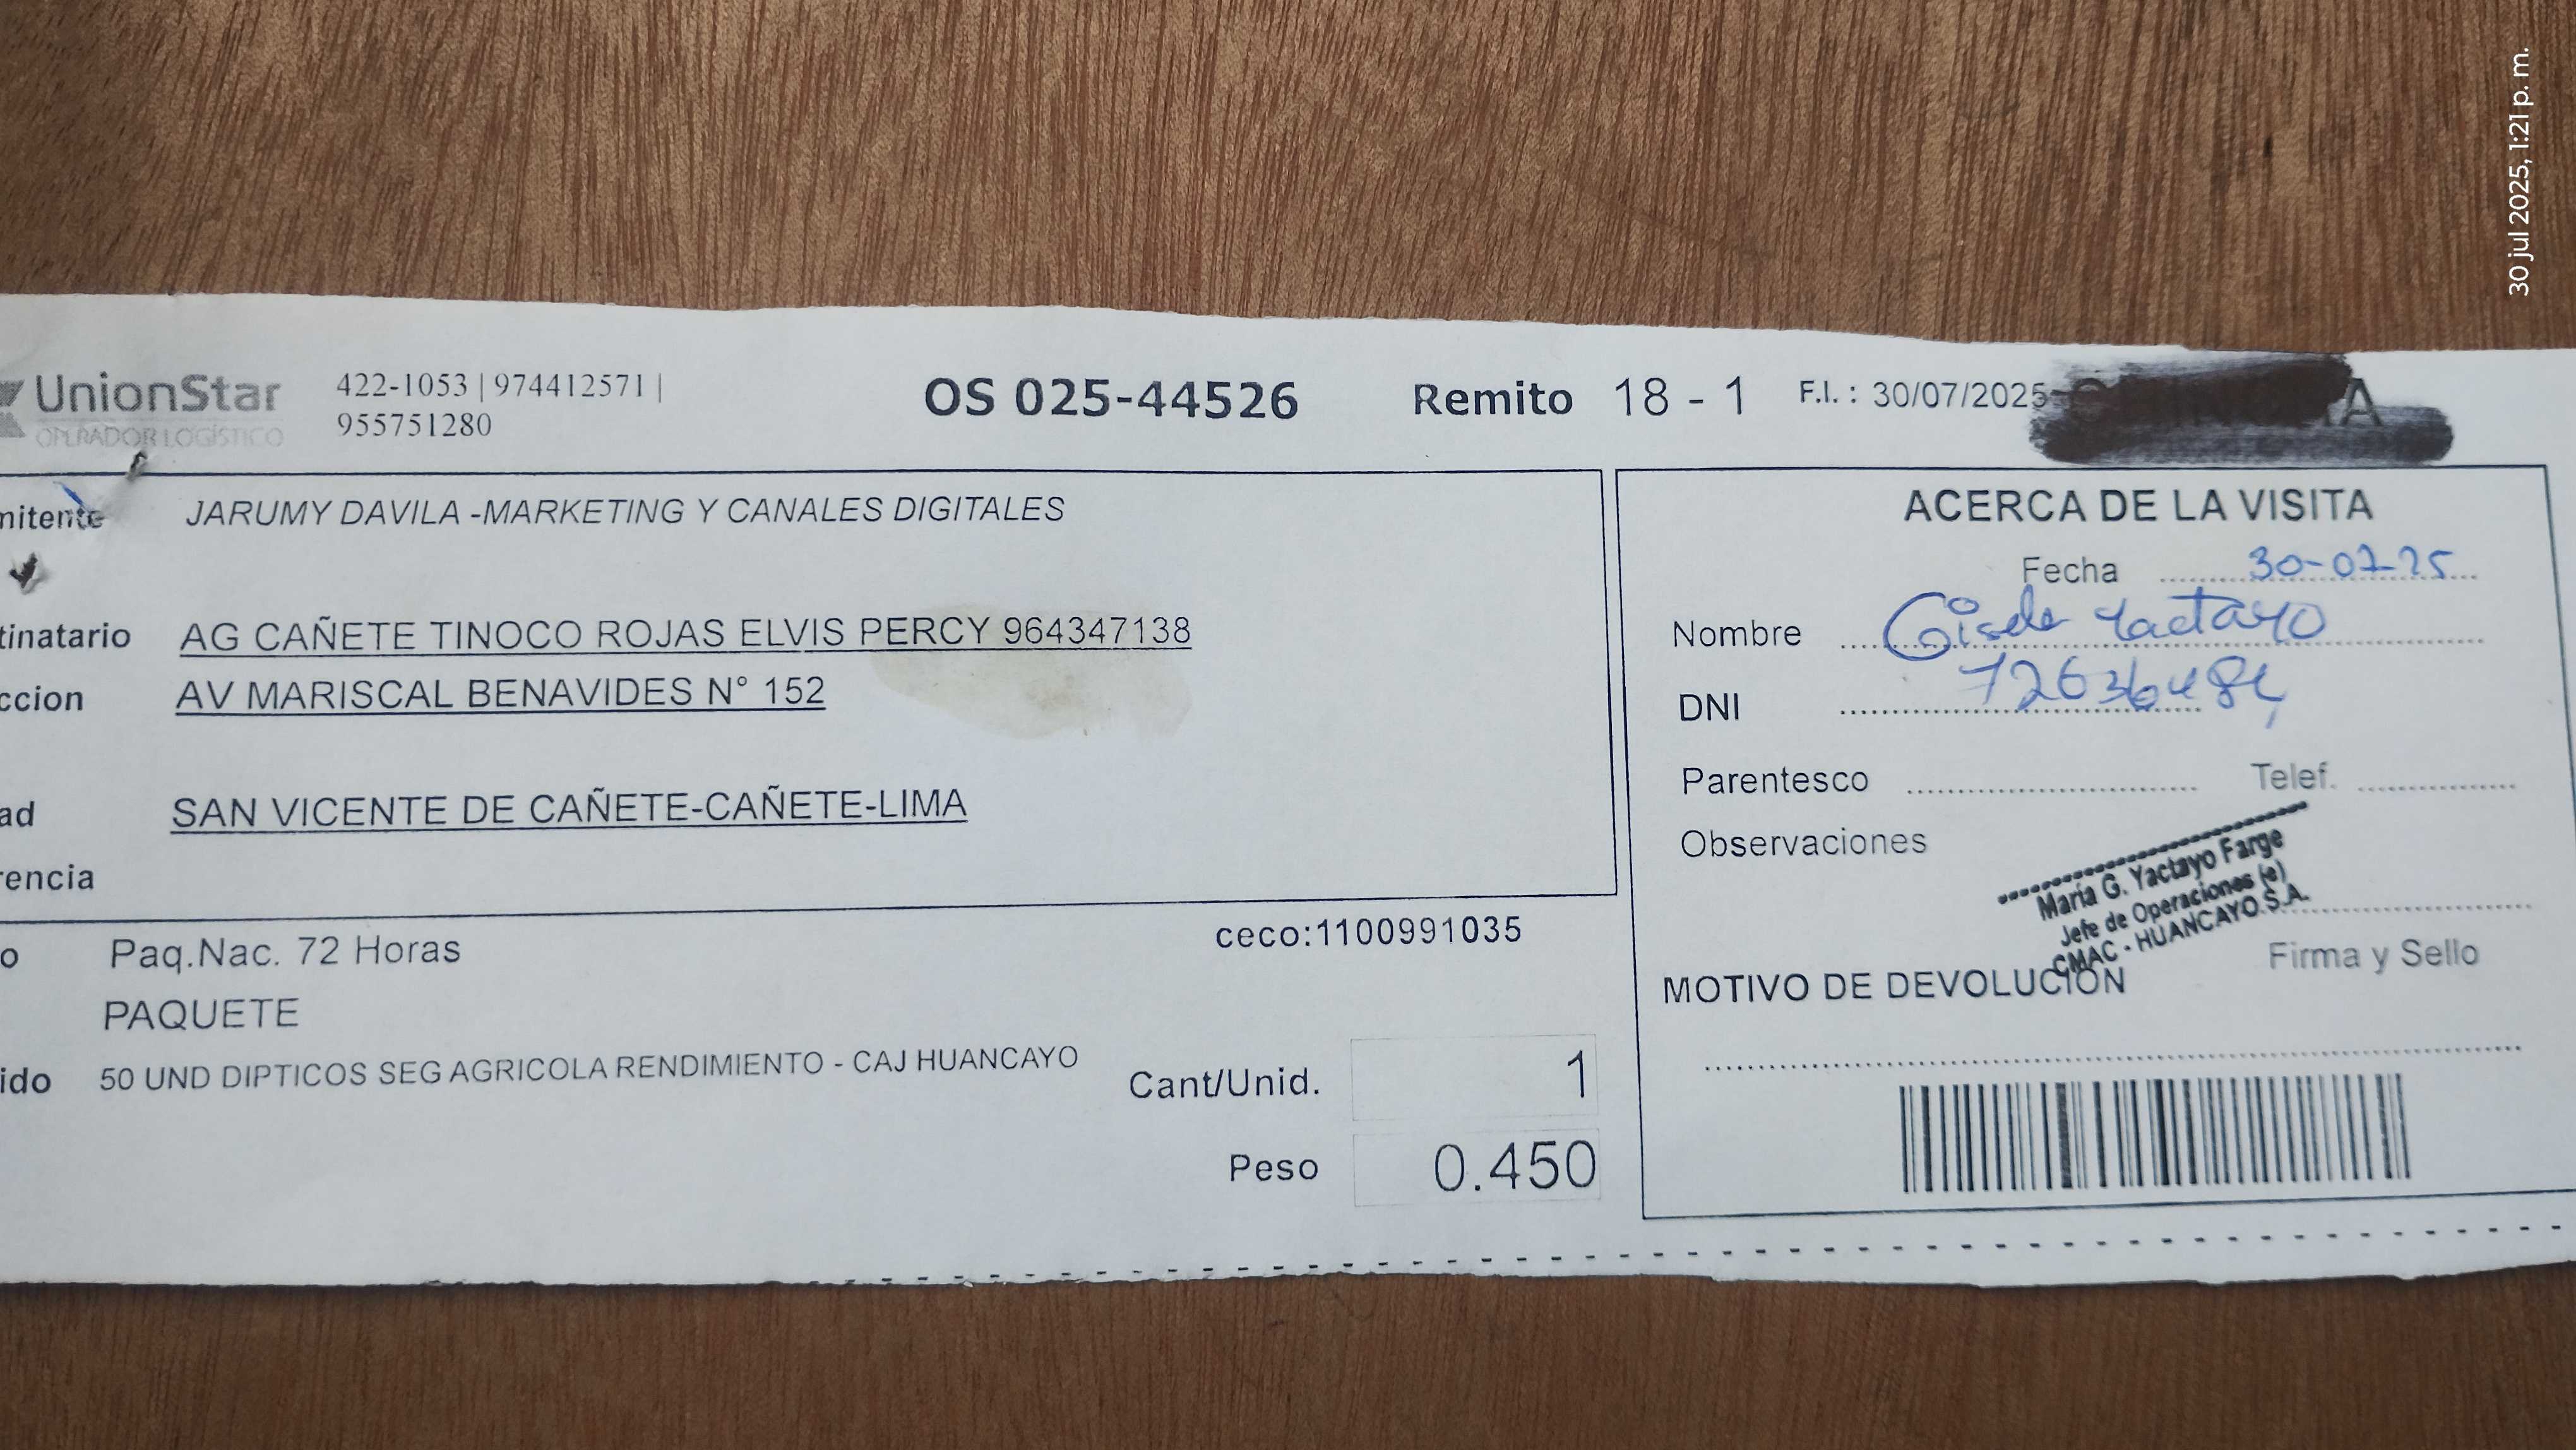 30 jul 2025, 1:21 p. m.
UnionStar
OPERADOR LOGÍSTICO
422-1053 | 974412571 |
955751280
OS 025-44526 Remito 18 - 1 F.I. : 30/07/2025
mitente JARUMY DAVILA -MARKETING Y CANALES DIGITALES
tinatario AG CAÑETE TINOCO ROJAS ELVIS PERCY 964347138
ccion AV MARISCAL BENAVIDES N° 152
ad SAN VICENTE DE CAÑETE-CAÑETE-LIMA
rencia
ceco:1100991035
o Paq.Nac. 72 Horas
PAQUETE
ido 50 UND DIPTICOS SEG AGRICOLA RENDIMIENTO - CAJ HUANCAYO
Cant/Unid. 1
Peso 0.450
ACERCA DE LA VISITA
Fecha 30-07-25
Nombre Gisela Yactayo
DNI
Parentesco Telef.
Observaciones
María G. Yactayo Farge
Jefe de Operaciones (e)
CMAC - HUANCAYO S.A.
Firma y Sello
MOTIVO DE DEVOLUCIÓN